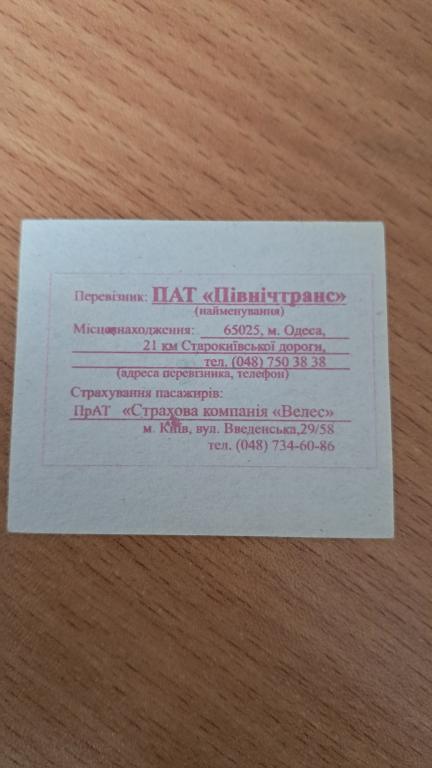 Перевізник: ПАТ «Північтранс»
(найменування)
Місцезнаходження: 65025, м. Одеса,
21 км Старокиївської дороги,
тел. (048) 750 38 38
(адреса перевізника, телефон)
Страхування пасажирів:
ПрАТ «Страхова компанія «Велес»
м. Київ, вул. Введенська,29/58
тел. (048) 734-60-86